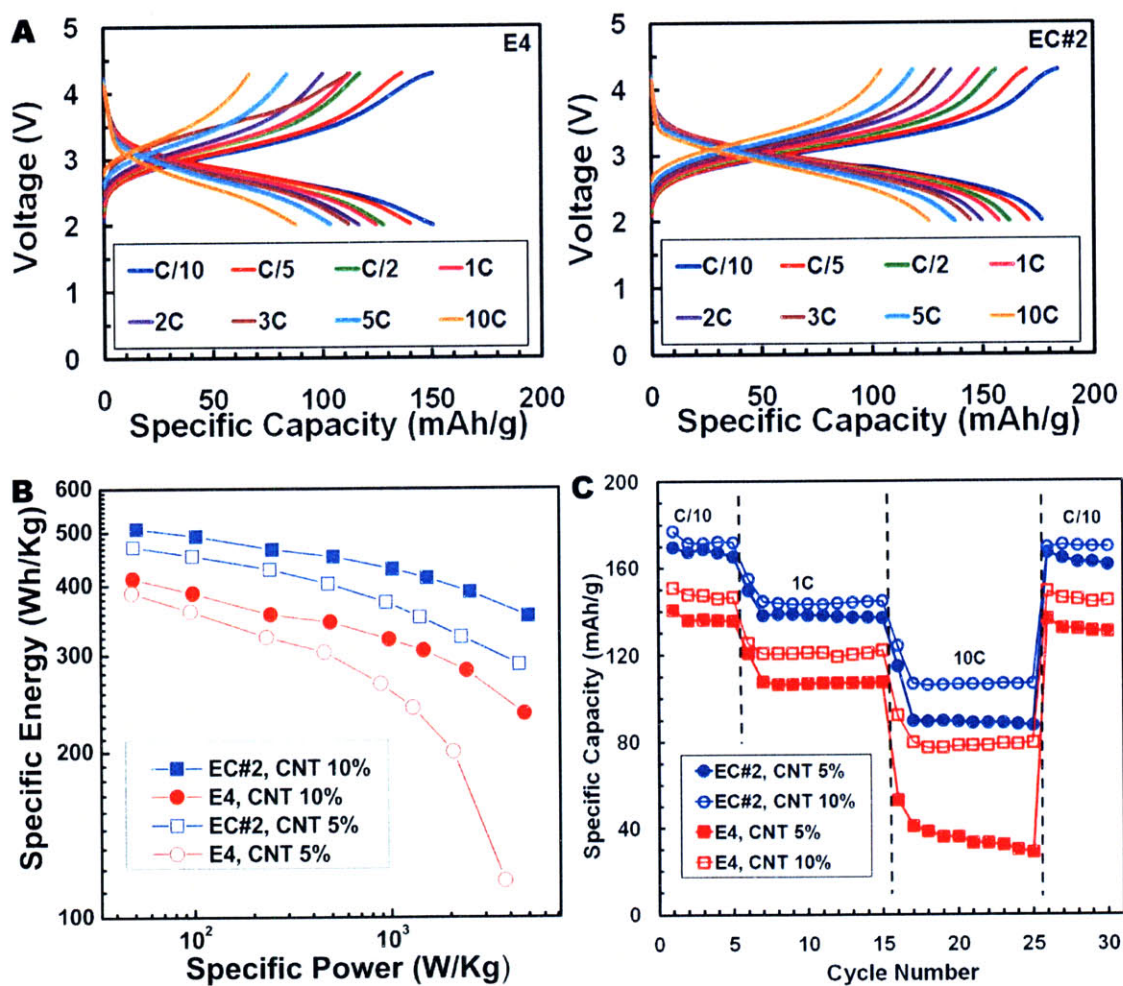 A
E4
Voltage (V)
5
4
3
2
1
0
C/10 C/5 C/2 1C
2C 3C 5C 10C
0 50 100 150 200
Specific Capacity (mAh/g)
EC#2
Voltage (V)
5
4
3
2
1
0
C/10 C/5 C/2 1C
2C 3C 5C 10C
0 50 100 150 200
Specific Capacity (mAh/g)
B
Specific Energy (Wh/Kg)
600
500
400
300
200
100
EC#2, CNT 10%
E4, CNT 10%
EC#2, CNT 5%
E4, CNT 5%
10² 10³
Specific Power (W/Kg)
C
Specific Capacity (mAh/g)
200
160
120
80
40
0
C/10 1C 10C C/10
EC#2, CNT 5%
EC#2, CNT 10%
E4, CNT 5%
E4, CNT 10%
0 5 10 15 20 25 30
Cycle Number